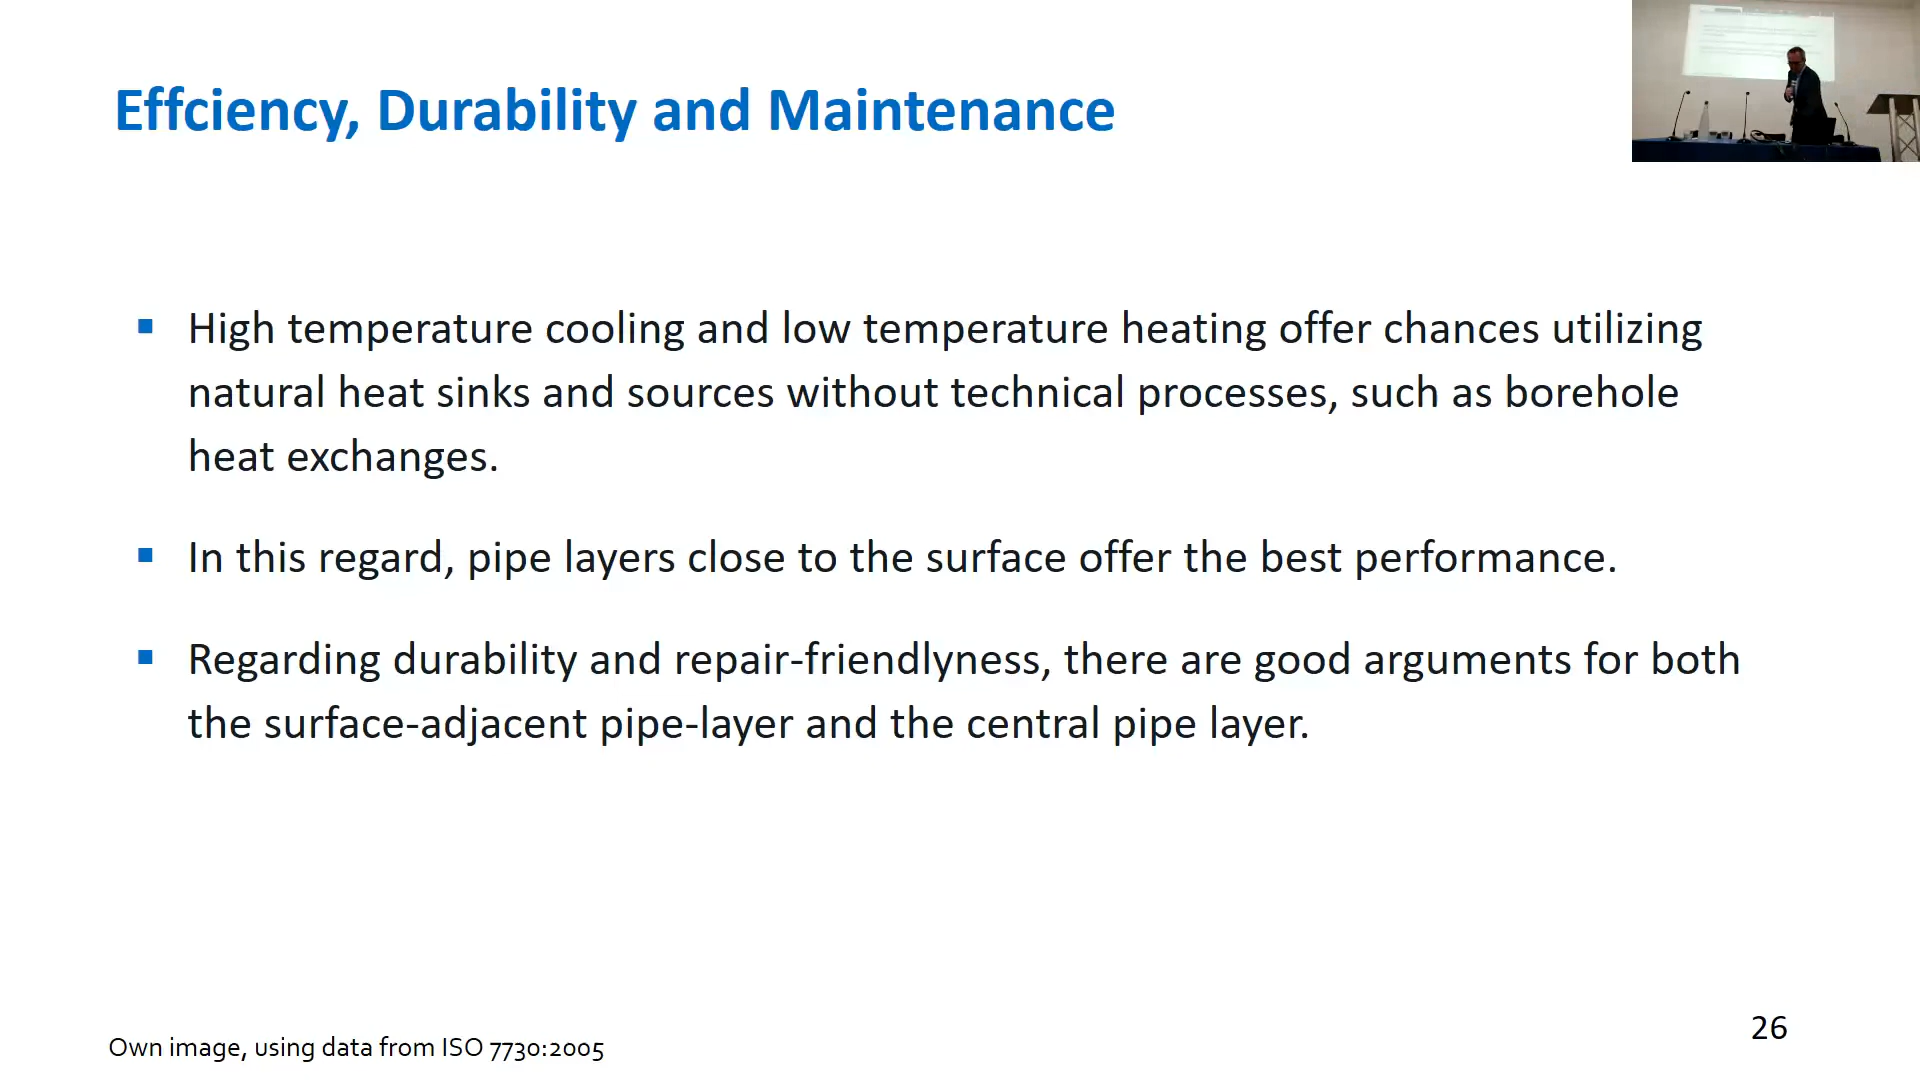 Effciency, Durability and Maintenance
High temperature cooling and low temperature heating offer chances utilizing
natural heat sinks and sources without technical processes, such as borehole
heat exchanges.
In this regard, pipe layers close to the surface offer the best performance.
Regarding durability and repair-friendlyness, there are good arguments for both
the surface-adjacent pipe-layer and the central pipe layer.
Own image, using data from ISO 7730:2005
26